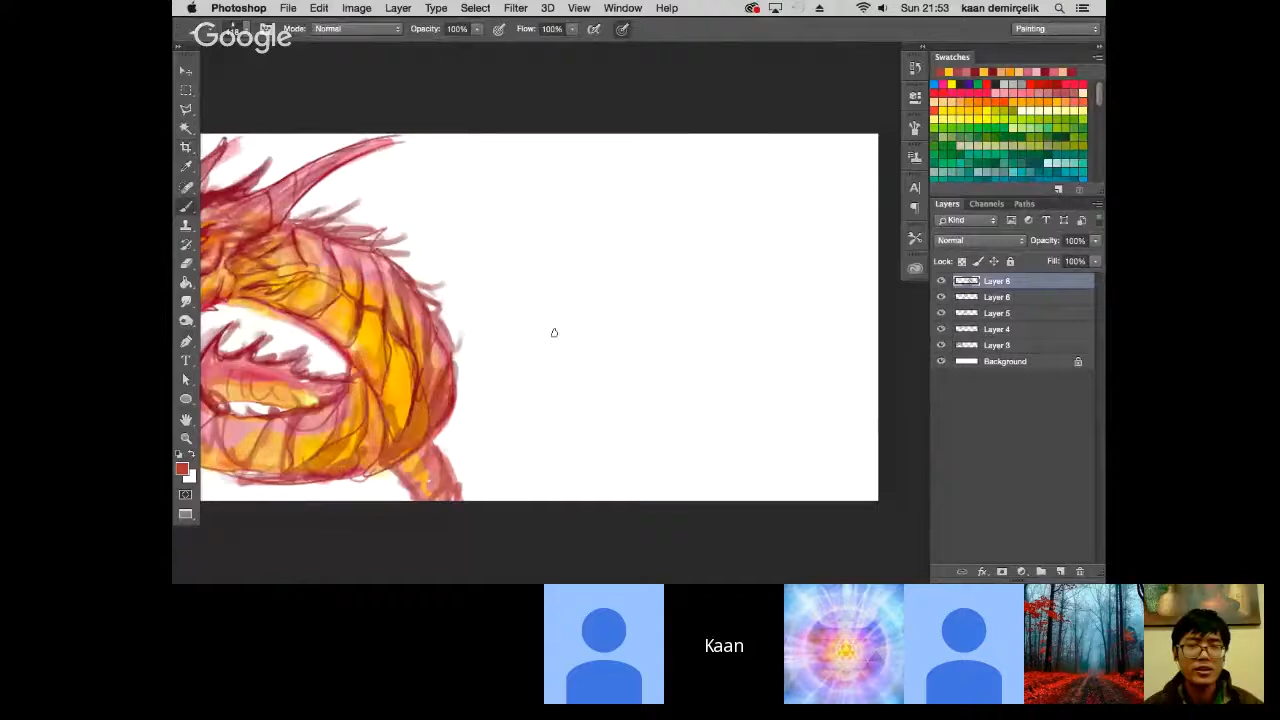 Photoshop File Edit Image Layer Type Select Filter 3D View Window Help Sun 21:53 kaan demirçelik
Google
Mode: Normal Opacity: 100% Flow: 100% Painting
Swatches
Layers Channels Paths
Kind
Normal Opacity: 100%
Lock: Fill: 100%
Layer 8
Layer 6
Layer 5
Layer 4
Layer 3
Background
Kaan